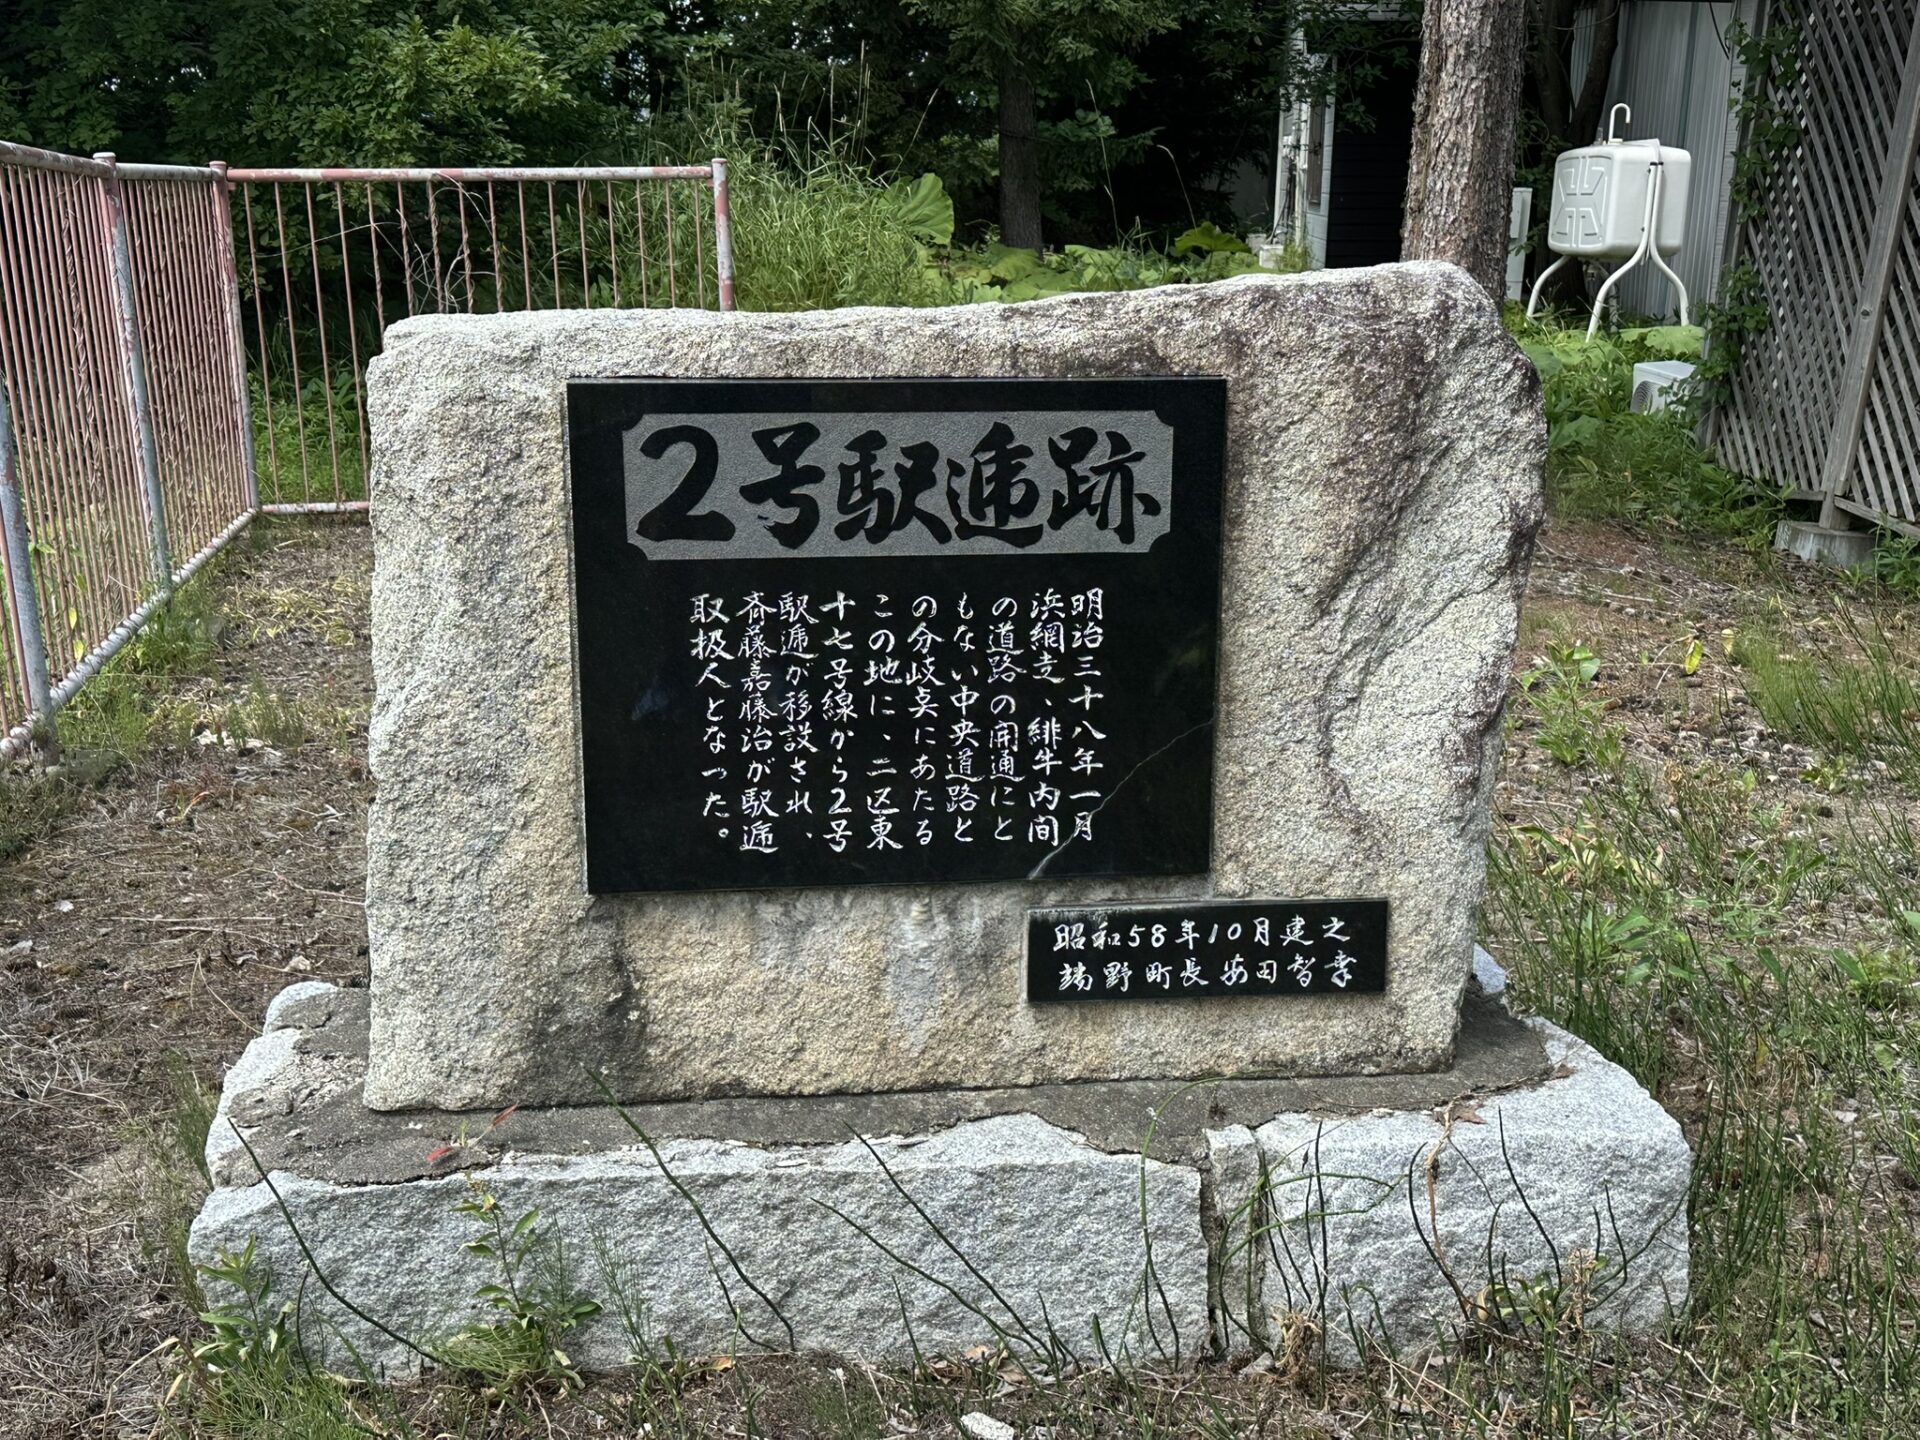 2号駅逓跡
明治三十八年一月
浜網走、緋牛内間
の道路の開通にと
もない中央道路と
の分岐点にあたる
この地に、二区東
十七号線から2号
駅逓が移設され、
斉藤嘉藤治が駅逓
取扱人となった。
昭和58年10月建之
端野町長安田智幸